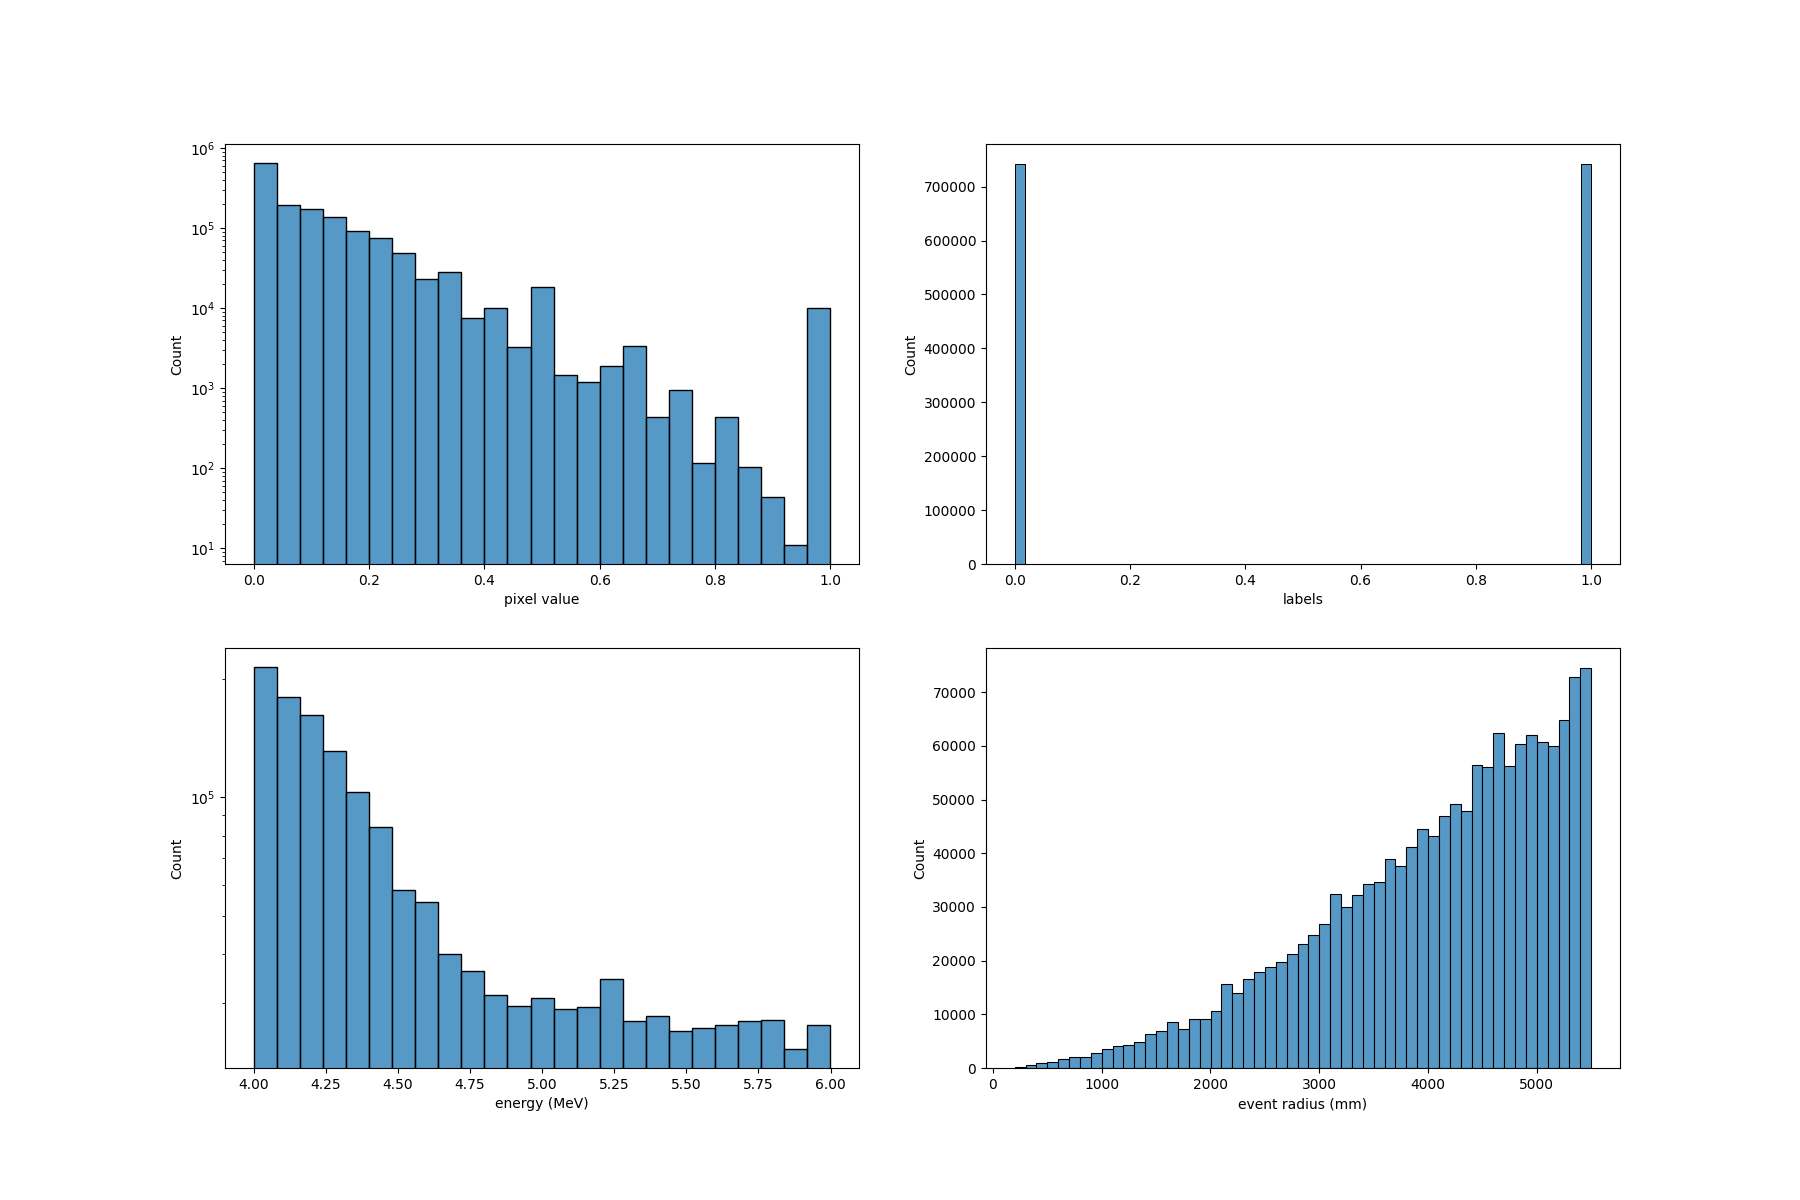 10⁶
10⁵
10⁴
10³
10²
10¹
Count
0.0 0.2 0.4 0.6 0.8 1.0
pixel value
700000
600000
500000
400000
300000
200000
100000
0
Count
0.0 0.2 0.4 0.6 0.8 1.0
labels
10⁵
Count
4.00 4.25 4.50 4.75 5.00 5.25 5.50 5.75 6.00
energy (MeV)
70000
60000
50000
40000
30000
20000
10000
0
Count
0 1000 2000 3000 4000 5000
event radius (mm)